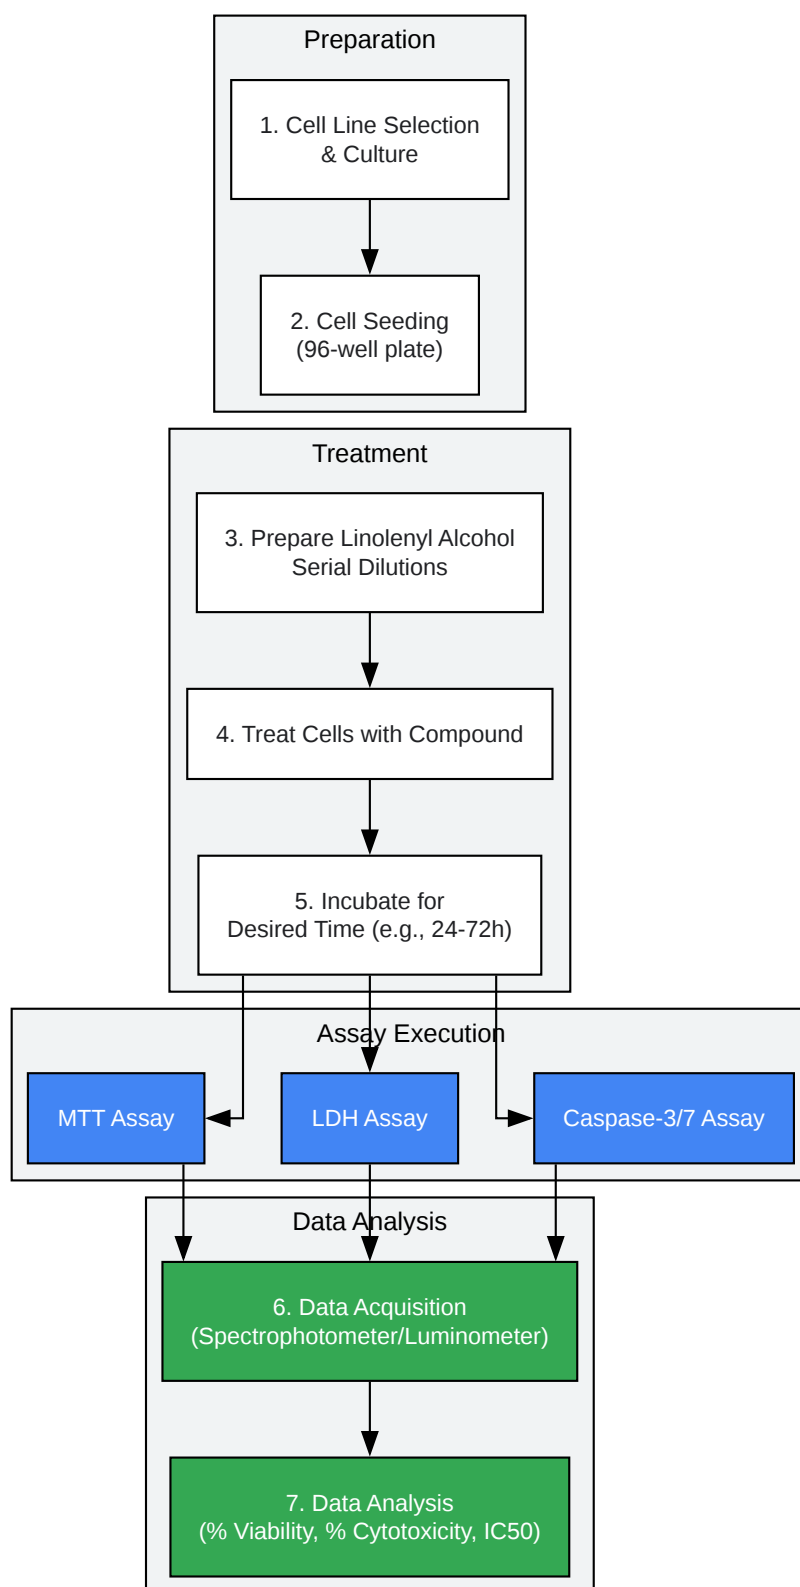 Preparation
1. Cell Line Selection
& Culture
2. Cell Seeding
(96-well plate)
Treatment
3. Prepare Linolenyl Alcohol
Serial Dilutions
4. Treat Cells with Compound
5. Incubate for
Desired Time (e.g., 24-72h)
Assay Execution
MTT Assay
LDH Assay
Caspase-3/7 Assay
Data Analysis
6. Data Acquisition
(Spectrophotometer/Luminometer)
7. Data Analysis
(% Viability, % Cytotoxicity, IC50)